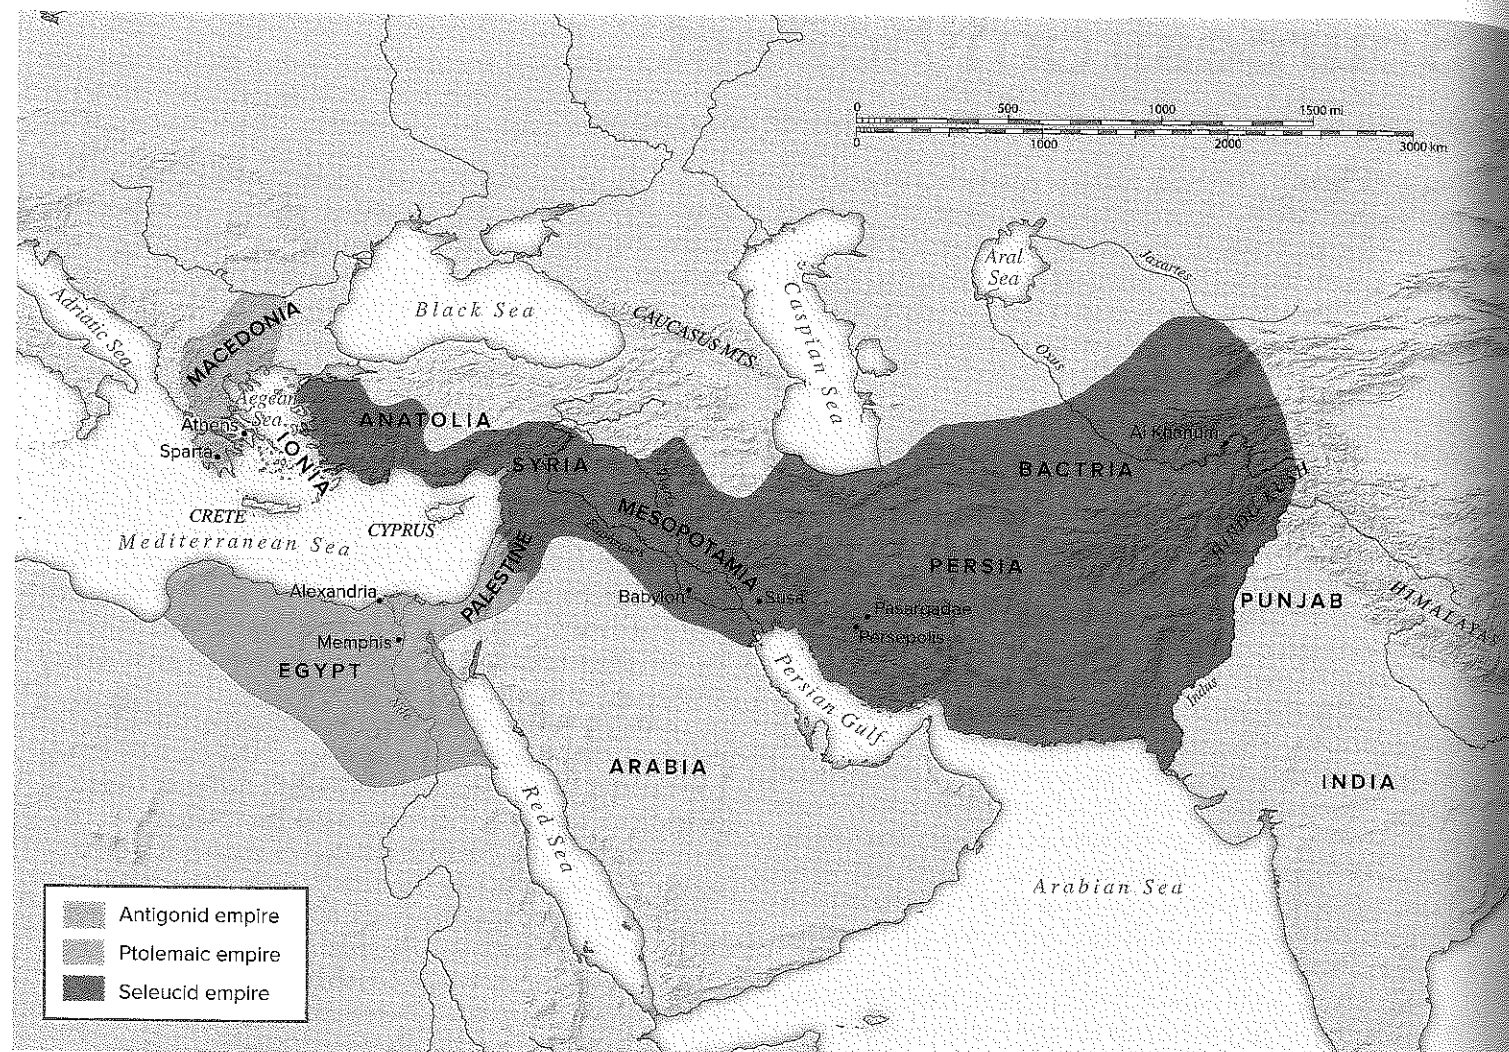 0 500 1000 1500 mi
0 1000 2000 3000 km
Aral
Sea
Jaxartes
Adriatic Sea
Black Sea
MACEDONIA
CAUCASUS MTS.
Caspian Sea
Oxus
Aegean
Sea
ANATOLIA
Athens
Sparta
IONIA
SYRIA
Ai Khanum
BACTRIA
HINDU KUSH
CRETE
CYPRUS
Mediterranean Sea
MESOPOTAMIA
Euphrates
PALESTINE
PERSIA
Alexandria
Babylon
Susa
Pasargadae
Persepolis
PUNJAB
HIMALAYAS
Memphis
EGYPT
Nile
Persian Gulf
Indus
ARABIA
INDIA
Red Sea
Arabian Sea
Antigonid empire
Ptolemaic empire
Seleucid empire